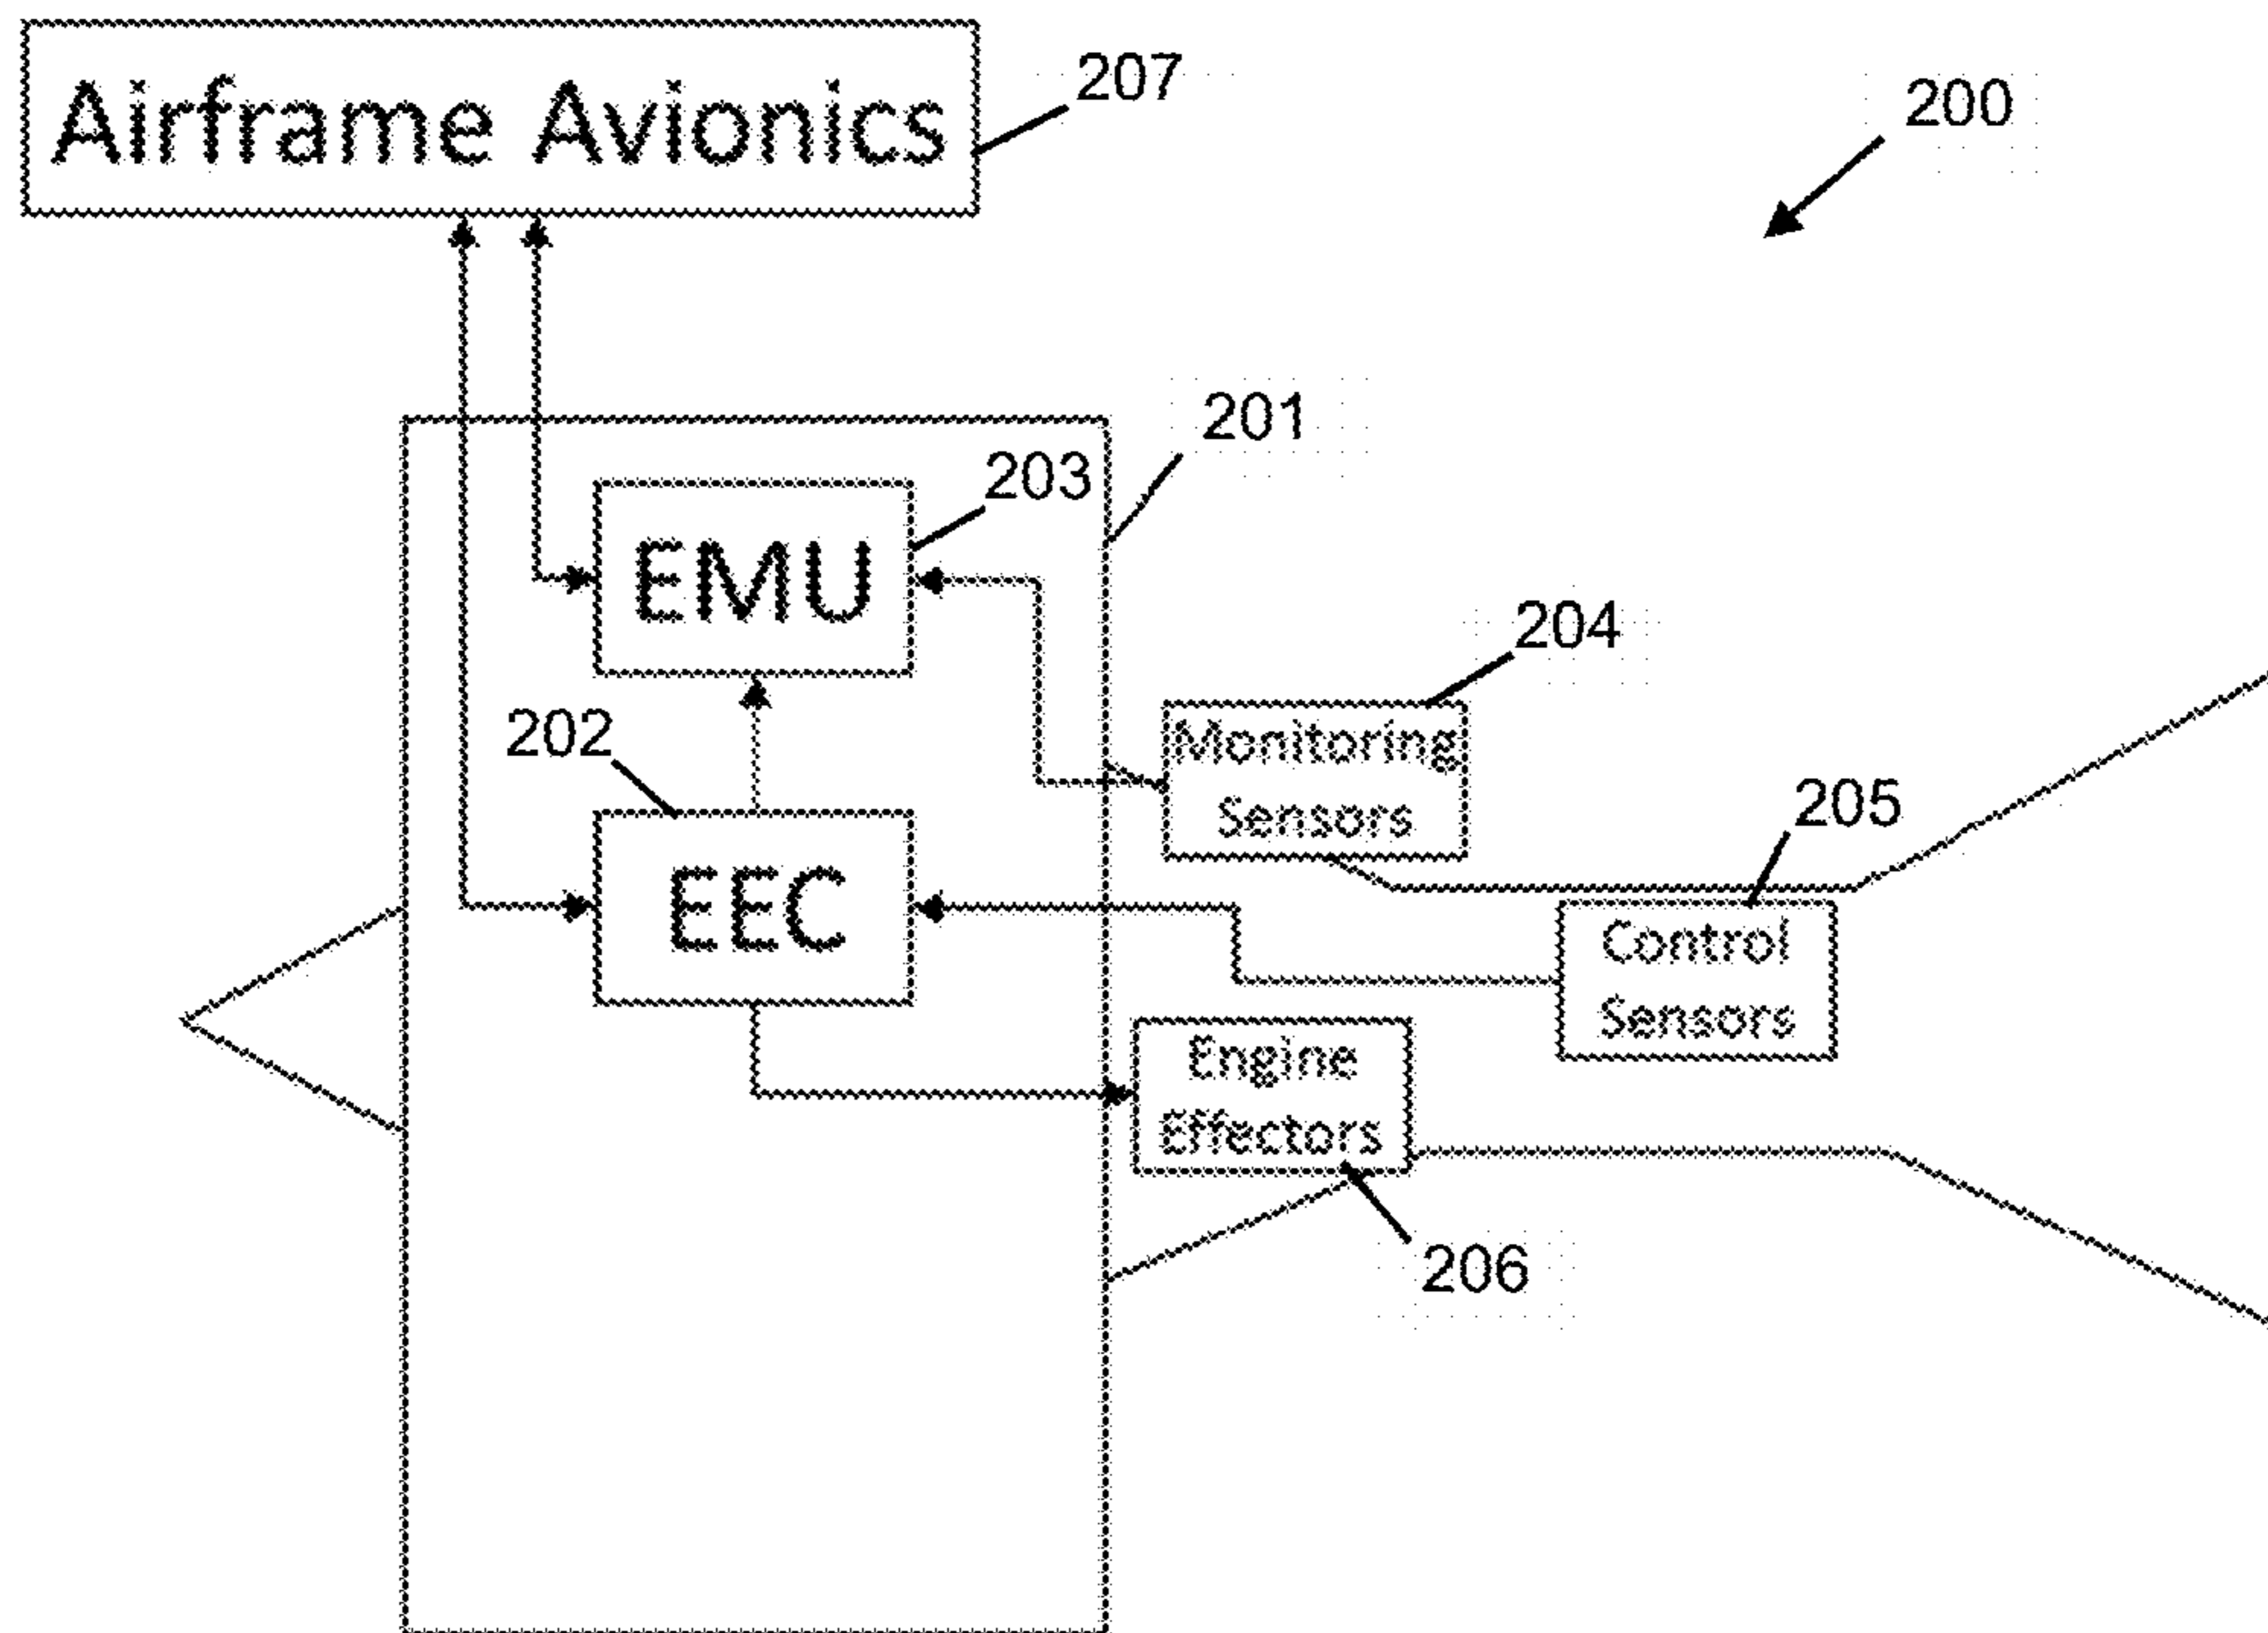 Airframe Avionics
207
200
201
203
EMU
204
202
Monitoring
Sensors
205
EEC
Control
Sensors
Engine
Effectors
206